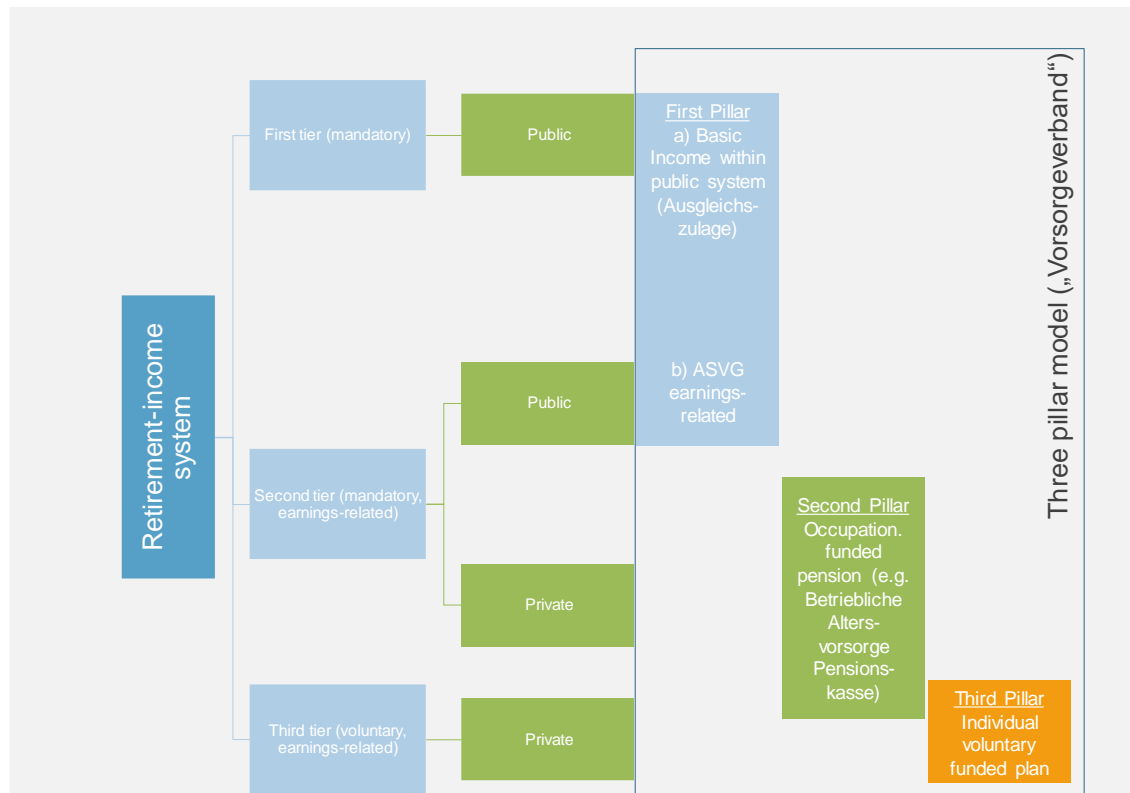 Retirement-income
system
First tier (mandatory)
Second tier (mandatory,
earnings-related)
Third tier (voluntary,
earnings-related)
Public
Public
Private
Private
First Pillar
a) Basic
Income within
public system
(Ausgleichs-
zulage)
b) ASVG
earnings-
related
Second Pillar
Occupation.
funded
pension (e.g.
Betriebliche
Alters-
vorsorge
Pensions-
kasse)
Third Pillar
Individual
voluntary
funded plan
Three pillar model („Vorsorgeverband“)